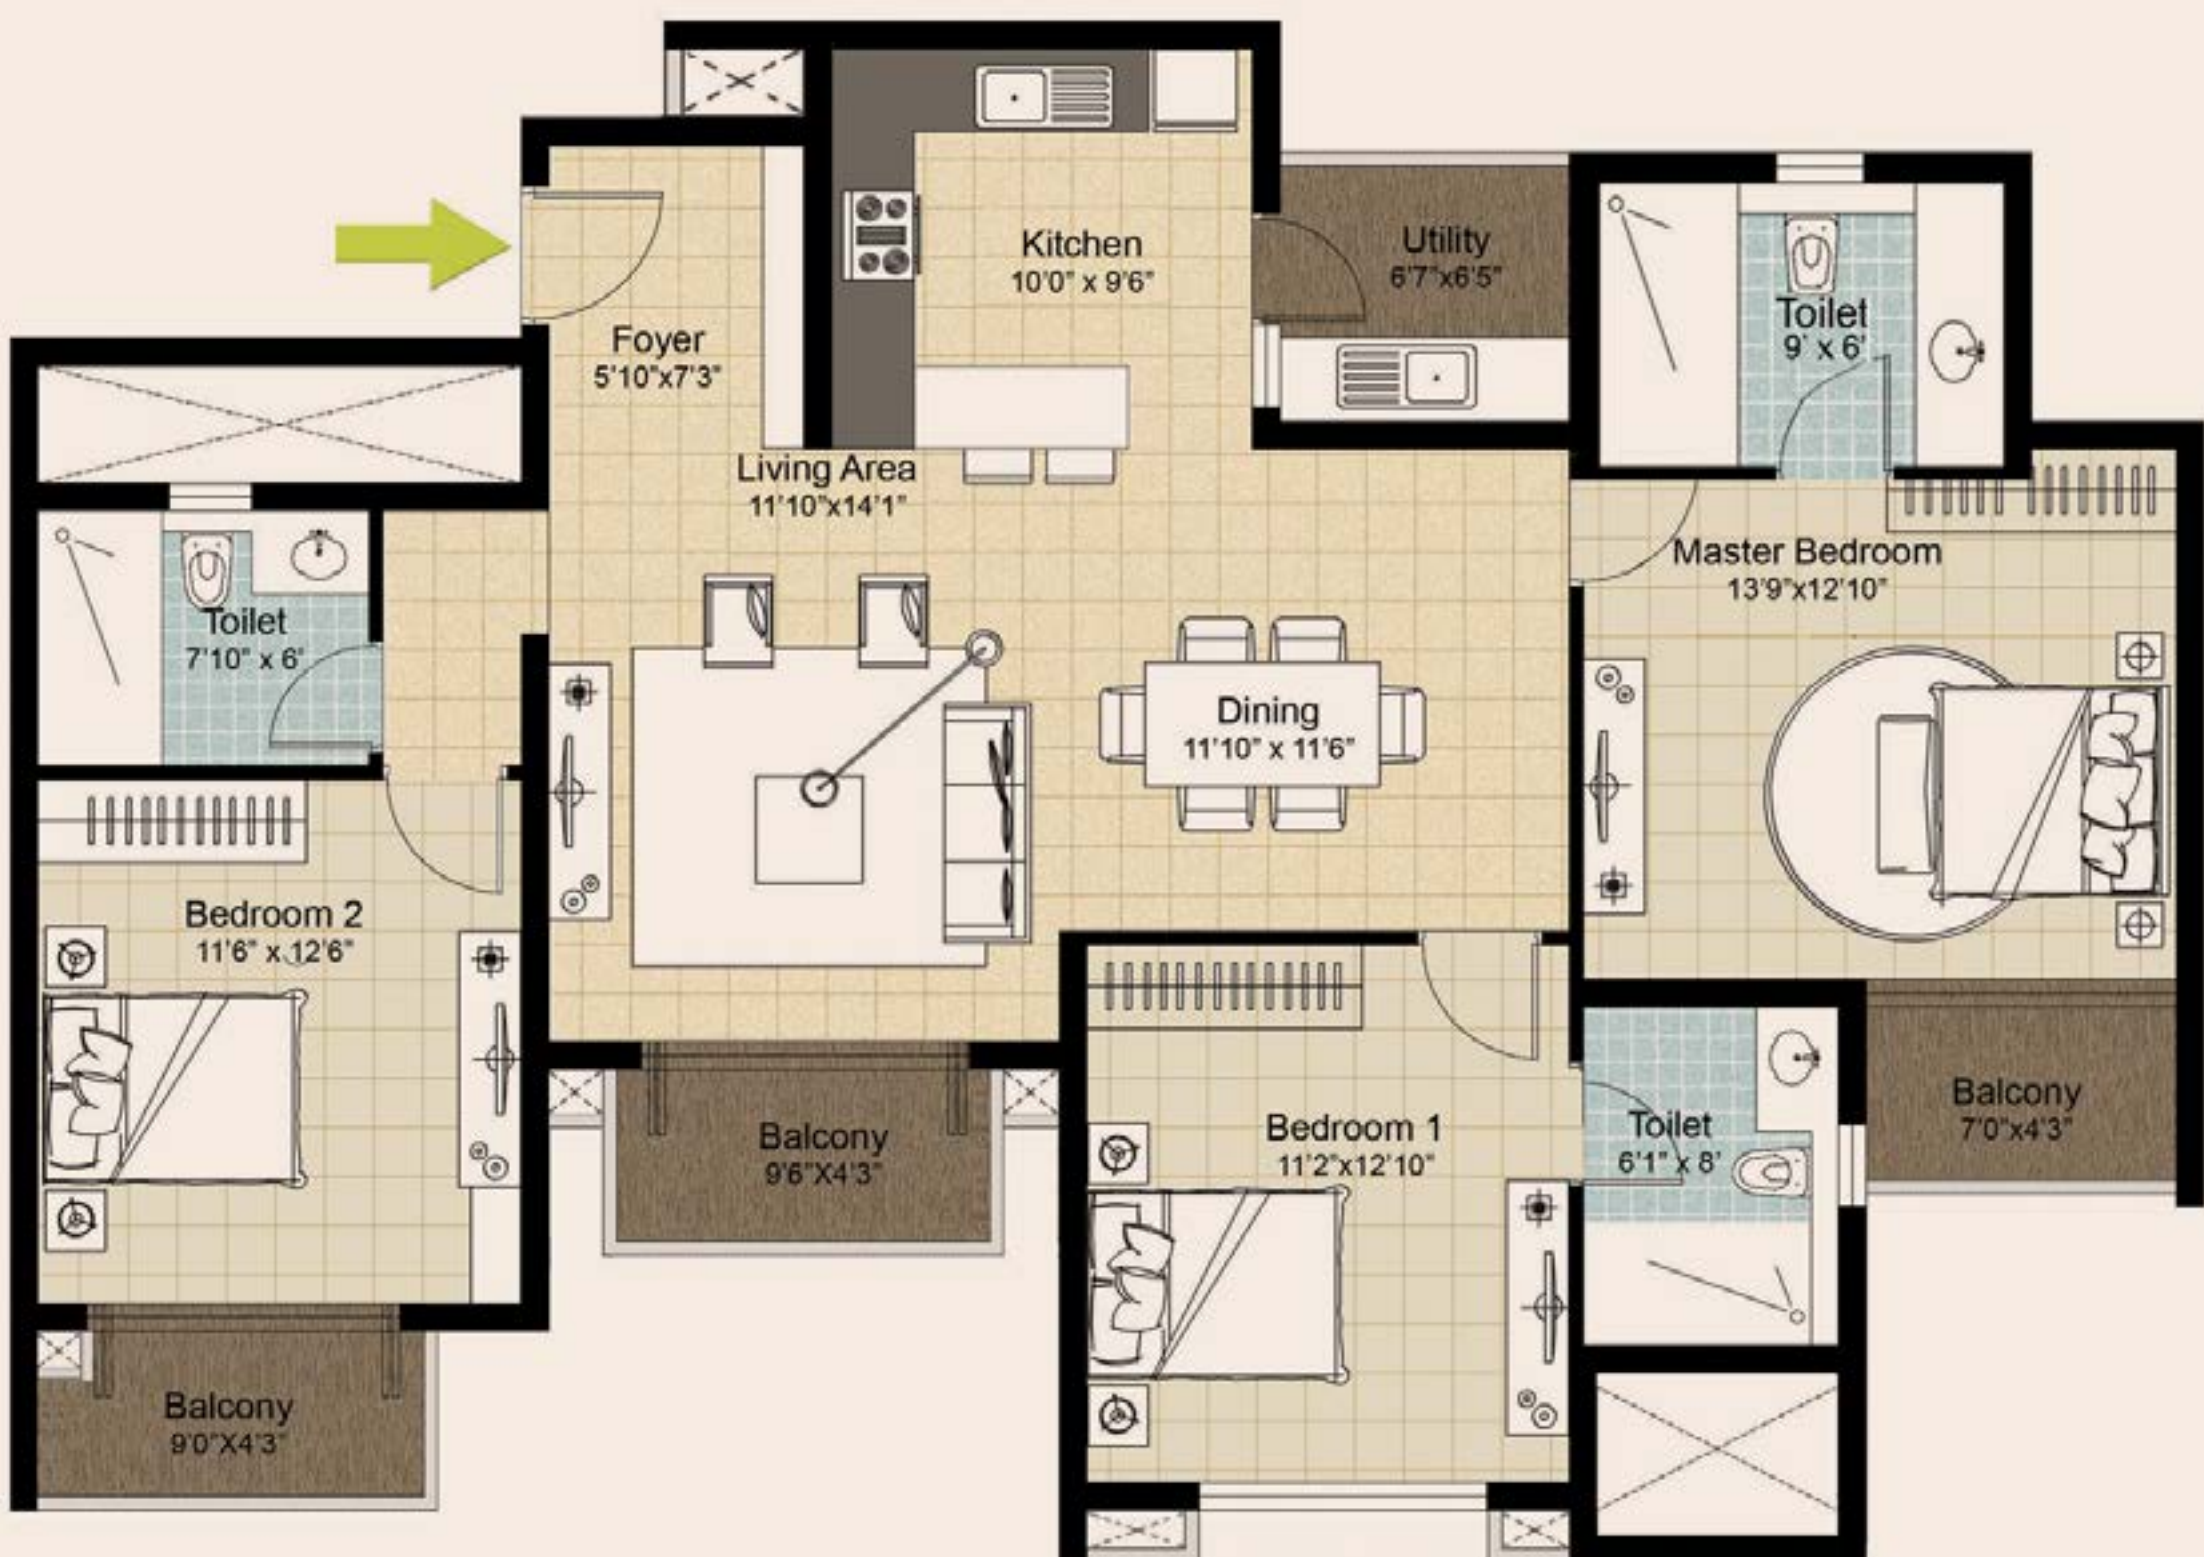 Kitchen
10'0" x 9'6"
Utility
6'7"x6'5"
Toilet
9' x 6'
Foyer
5'10"x7'3"
Living Area
11'10"x14'1"
Master Bedroom
13'9"x12'10"
Toilet
7'10" x 6'
Dining
11'10" x 11'6"
Bedroom 2
11'6" x 12'6"
Balcony
9'6"X4'3"
Bedroom 1
11'2"x12'10"
Toilet
6'1" x 8'
Balcony
7'0"x4'3"
Balcony
9'0"X4'3"